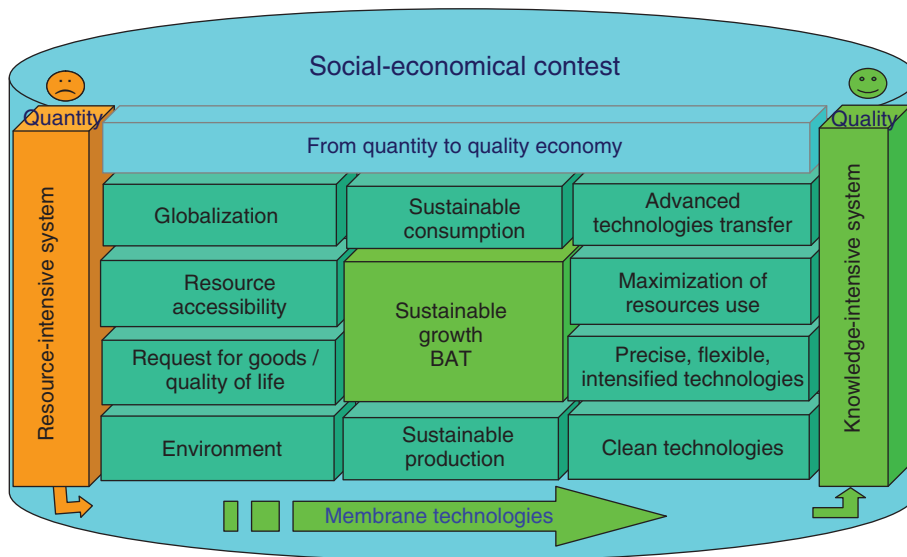 Social-economical contest
Quantity
Quality
From quantity to quality economy
Resource-intensive system
Globalization
Sustainable
consumption
Advanced
technologies transfer
Resource
accessibility
Sustainable
growth
BAT
Maximization of
resources use
Request for goods /
quality of life
Precise, flexible,
intensified technologies
Environment
Sustainable
production
Clean technologies
Knowledge-intensive system
Membrane technologies